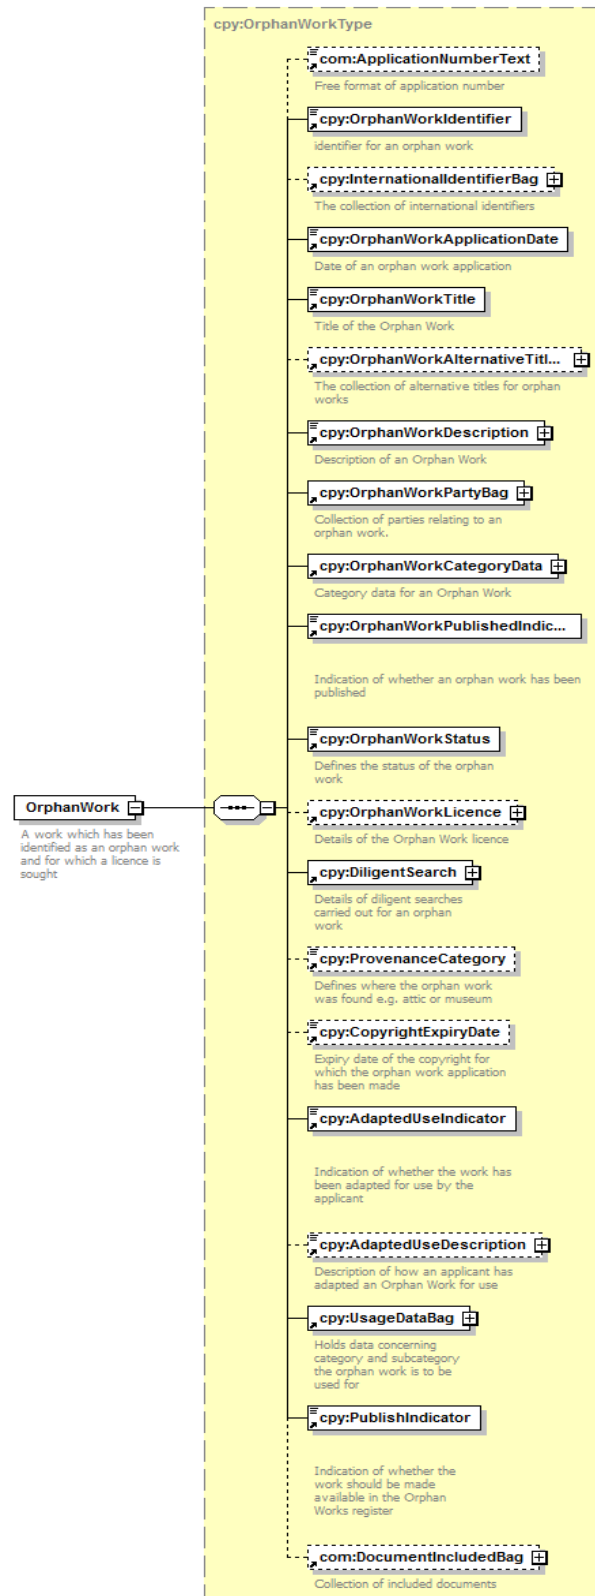 cpy:OrphanWorkType
com:ApplicationNumberText
Free format of application number
cpy:OrphanWorkIdentifier
identifier for an orphan work
cpy:InternationalIdentifierBag
The collection of international identifiers
cpy:OrphanWorkApplicationDate
Date of an orphan work application
cpy:OrphanWorkTitle
Title of the Orphan Work
cpy:OrphanWorkAlternativeTitl...
The collection of alternative titles for orphan
works
cpy:OrphanWorkDescription
Description of an Orphan Work
cpy:OrphanWorkPartyBag
Collection of parties relating to an
orphan work.
cpy:OrphanWorkCategoryData
Category data for an Orphan Work
cpy:OrphanWorkPublishedIndic...
Indication of whether an orphan work has been
published
cpy:OrphanWorkStatus
Defines the status of the orphan
work
OrphanWork
A work which has been
identified as an orphan work
and for which a licence is
sought
cpy:OrphanWorkLicence
Details of the Orphan Work licence
cpy:DiligentSearch
Details of diligent searches
carried out for an orphan
work
cpy:ProvenanceCategory
Defines where the orphan work
was found e.g. attic or museum
cpy:CopyrightExpiryDate
Expiry date of the copyright for
which the orphan work application
has been made
cpy:AdaptedUseIndicator
Indication of whether the work has
been adapted for use by the
applicant
cpy:AdaptedUseDescription
Description of how an applicant has
adapted an Orphan Work for use
cpy:UsageDataBag
Holds data concerning
category and subcategory
the orphan work is to be
used for
cpy:PublishIndicator
Indication of whether the
work should be made
available in the Orphan
Works register
com:DocumentIncludedBag
Collection of included documents